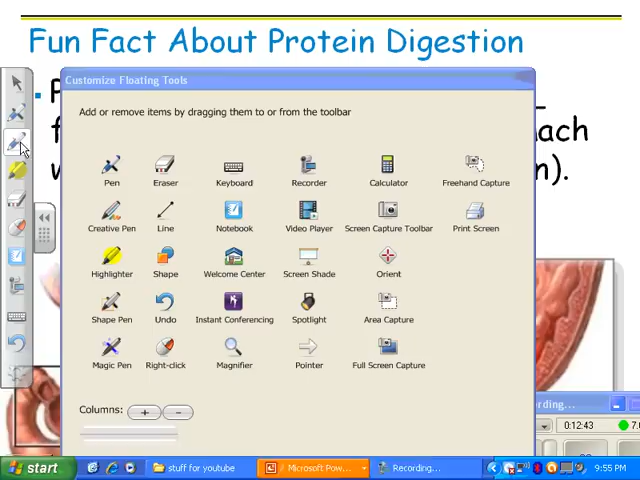 Fun Fact About Protein Digestion
Customize Floating Tools
Add or remove items by dragging them to or from the toolbar
ach
n).
Pen Eraser Keyboard Recorder Calculator Freehand Capture
Creative Pen Line Notebook Video Player Screen Capture Toolbar Print Screen
Highlighter Shape Welcome Center Screen Shade Orient
Shape Pen Undo Instant Conferencing Spotlight Area Capture
Magic Pen Right-click Magnifier Pointer Full Screen Capture
Columns: + -
rding...
0:12:43 7.
start stuff for youtube Microsoft Pow... Recording... 9:55 PM